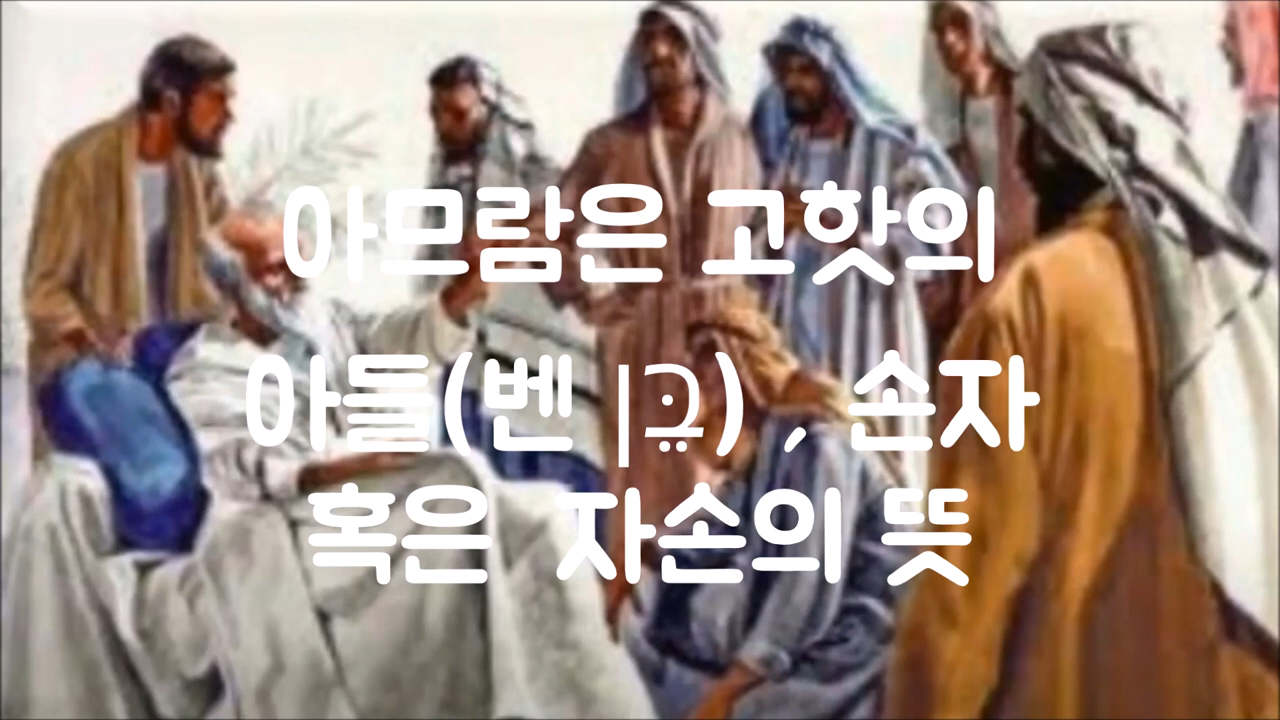 아므람은 고핫의
아들(벤 בֵּן) , 손자
혹은 자손의 뜻